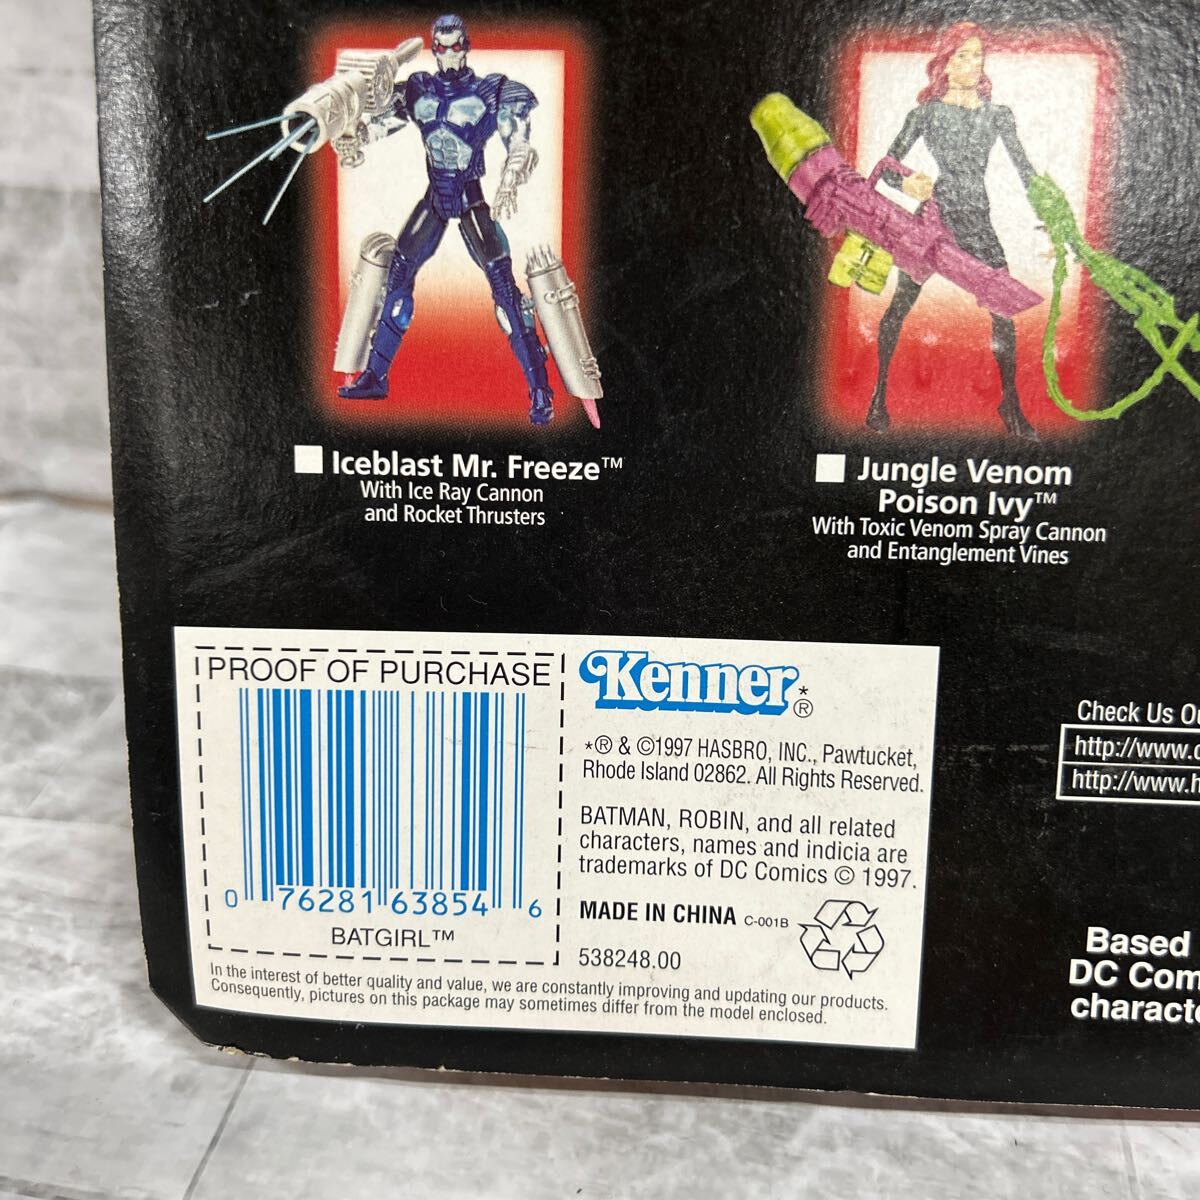 Iceblast Mr. Freeze™
With Ice Ray Cannon
and Rocket Thrusters
Jungle Venom
Poison Ivy™
With Toxic Venom Spray Cannon
and Entanglement Vines
PROOF OF PURCHASE
0 76281 63854 6
BATGIRL™
Kenner*®
*® & ©1997 HASBRO, INC., Pawtucket,
Rhode Island 02862. All Rights Reserved.
BATMAN, ROBIN, and all related
characters, names and indicia are
trademarks of DC Comics © 1997.
MADE IN CHINA C-001B
538248.00
In the interest of better quality and value, we are constantly improving and updating our products.
Consequently, pictures on this package may sometimes differ from the model enclosed.
Check Us
http://www.
http://www.h
Based
DC Com
charact